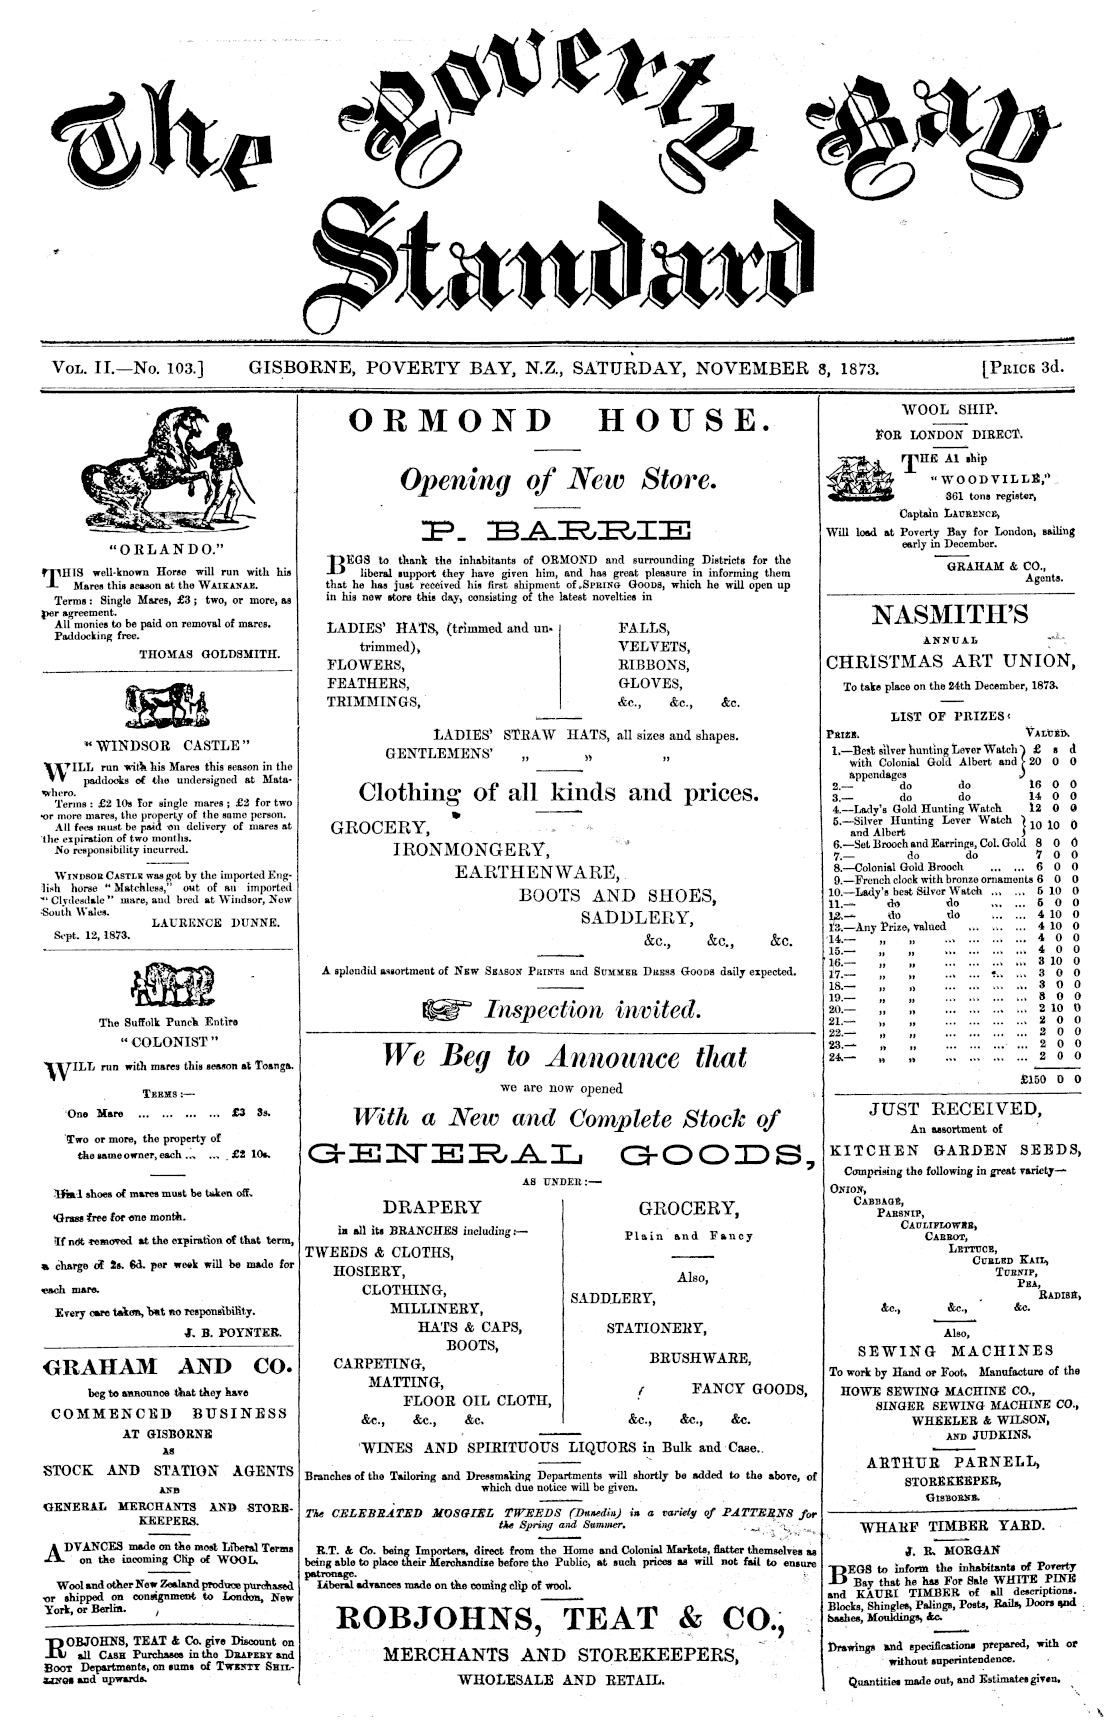 The Poverty Bay
Standard
VOL. II.—No. 103.]
GISBORNE, POVERTY BAY, N.Z., SATURDAY, NOVEMBER 8, 1873.
[PRICE 3d.
"ORLANDO."
THIS well-known Horse will run with his
Mares this season at the WAIKANAE.
Terms: Single Mares, £3; two, or more, as
per agreement.
All monies to be paid on removal of mares.
Paddocking free.
THOMAS GOLDSMITH.
"WINDSOR CASTLE"
WILL run with his Mares this season in the
paddocks of the undersigned at Mata-
whero.
Terms: £2 10s for single mares; £2 for two
or more mares, the property of the same person.
All fees must be paid on delivery of mares at
the expiration of two months.
No responsibility incurred.
WINDSOR CASTLE was got by the imported Eng-
lish horse "Matchless," out of an imported
"Clydesdale" mare, and bred at Windsor, New
South Wales.
LAURENCE DUNNE.
Sept. 12, 1873.
The Suffolk Punch Entire
"COLONIST"
WILL run with mares this season at Toanga.
TERMS:—
One Mare ... ... ... ... £3 3s.
Two or more, the property of
the same owner, each ... ... £2 10s.
Hind shoes of mares must be taken off.
Grass free for one month.
If not removed at the expiration of that term,
a charge of 2s. 6d. per week will be made for
each mare.
Every care taken, but no responsibility.
J. B. POYNTER.
GRAHAM AND CO.
beg to announce that they have
COMMENCED BUSINESS
AT GISBORNE
AS
STOCK AND STATION AGENTS
AND
GENERAL MERCHANTS AND STORE-
KEEPERS.
ADVANCES made on the most Liberal Terms
on the incoming Clip of WOOL.
Wool and other New Zealand produce purchased
or shipped on consignment to London, New
York, or Berlin.
ROBJOHNS, TEAT & Co. give Discount on
all CASH Purchases in the DRAPERY and
BOOT Departments, on sums of TWENTY SHIL-
LINGS and upwards.
ORMOND HOUSE.
Opening of New Store.
P. BARRIE
BEGS to thank the inhabitants of ORMOND and surrounding Districts for the
liberal support they have given him, and has great pleasure in informing them
that he has just received his first shipment of SPRING GOODS, which he will open up
in his new store this day, consisting of the latest novelties in
LADIES' HATS, (trimmed and un-
trimmed),
FLOWERS,
FEATHERS,
TRIMMINGS,
FALLS,
VELVETS,
RIBBONS,
GLOVES,
&c., &c., &c.
LADIES' STRAW HATS, all sizes and shapes.
GENTLEMENS' „ „ „
Clothing of all kinds and prices.
GROCERY,
IRONMONGERY,
EARTHENWARE,
BOOTS AND SHOES,
SADDLERY,
&c., &c., &c.
A splendid assortment of NEW SEASON PRINTS and SUMMER DRESS GOODS daily expected.
Inspection invited.
We Beg to Announce that
we are now opened
With a New and Complete Stock of
GENERAL GOODS,
AS UNDER:—
DRAPERY
in all its BRANCHES including:—
TWEEDS & CLOTHS,
HOSIERY,
CLOTHING,
MILLINERY,
HATS & CAPS,
BOOTS,
CARPETING,
MATTING,
FLOOR OIL CLOTH,
&c., &c., &c.
GROCERY,
Plain and Fancy
Also,
SADDLERY,
STATIONERY,
BRUSHWARE,
FANCY GOODS,
&c., &c., &c.
WINES AND SPIRITUOUS LIQUORS in Bulk and Case.
Branches of the Tailoring and Dressmaking Departments will shortly be added to the above, of
which due notice will be given.
The CELEBRATED MOSGIEL TWEEDS (Dunedin) in a variety of PATTERNS for
the Spring and Summer.
R.T. & Co. being Importers, direct from the Home and Colonial Markets, flatter themselves as
being able to place their Merchandise before the Public, at such prices as will not fail to ensure
patronage.
Liberal advances made on the coming clip of wool.
ROBJOHNS, TEAT & CO.,
MERCHANTS AND STOREKEEPERS,
WHOLESALE AND RETAIL.
WOOL SHIP.
FOR LONDON DIRECT.
THE A1 ship
"WOODVILLE,"
361 tons register,
Captain LAURENCE,
Will load at Poverty Bay for London, sailing
early in December.
GRAHAM & CO.,
Agents.
NASMITH'S
ANNUAL
CHRISTMAS ART UNION,
To take place on the 24th December, 1873.
LIST OF PRIZES:
PRIZE. VALUED.
1.—Best silver hunting Lever Watch £ s d
with Colonial Gold Albert and 20 0 0
appendages
2.— do do 16 0 0
3.— do do 14 0 0
4.—Lady's Gold Hunting Watch 12 0 0
5.—Silver Hunting Lever Watch
and Albert 10 10 0
6.—Set Brooch and Earrings, Col. Gold 8 0 0
7.— do do 7 0 0
8.—Colonial Gold Brooch ... ... 6 0 0
9.—French clock with bronze ornaments 6 0 0
10.—Lady's best Silver Watch ... ... 5 10 0
11.— do do ... ... 5 0 0
12.— do do ... ... 4 10 0
13.—Any Prize, valued ... ... ... 4 10 0
14.— „ „ ... ... ... ... 4 0 0
15.— „ „ ... ... ... ... 4 0 0
16.— „ „ ... ... ... ... 3 10 0
17.— „ „ ... ... ... ... 3 0 0
18.— „ „ ... ... ... ... 3 0 0
19.— „ „ ... ... ... ... 3 0 0
20.— „ „ ... ... ... ... 2 10 0
21.— „ „ ... ... ... ... 2 0 0
22.— „ „ ... ... ... ... 2 0 0
23.— „ „ ... ... ... ... 2 0 0
24.— „ „ ... ... ... ... 2 0 0
£150 0 0
JUST RECEIVED,
An assortment of
KITCHEN GARDEN SEEDS,
Comprising the following in great variety—
ONION,
CABBAGE,
PARSNIP,
CAULIFLOWER,
CARROT,
LETTUCE,
CURLED KAIL,
TURNIP,
PEA,
RADISH,
&c., &c., &c.
Also,
SEWING MACHINES
To work by Hand or Foot, Manufacture of the
HOWE SEWING MACHINE CO.,
SINGER SEWING MACHINE CO.,
WHEELER & WILSON,
AND JUDKINS.
ARTHUR PARNELL,
STOREKEEPER,
GISBORNE.
WHARF TIMBER YARD.
J. R. MORGAN
BEGS to inform the inhabitants of Poverty
Bay that he has For Sale WHITE PINE
and KAURI TIMBER of all descriptions.
Blocks, Shingles, Palings, Posts, Rails, Doors and
Sashes, Mouldings, &c.
Drawings and specifications prepared, with or
without superintendence.
Quantities made out, and Estimates given.